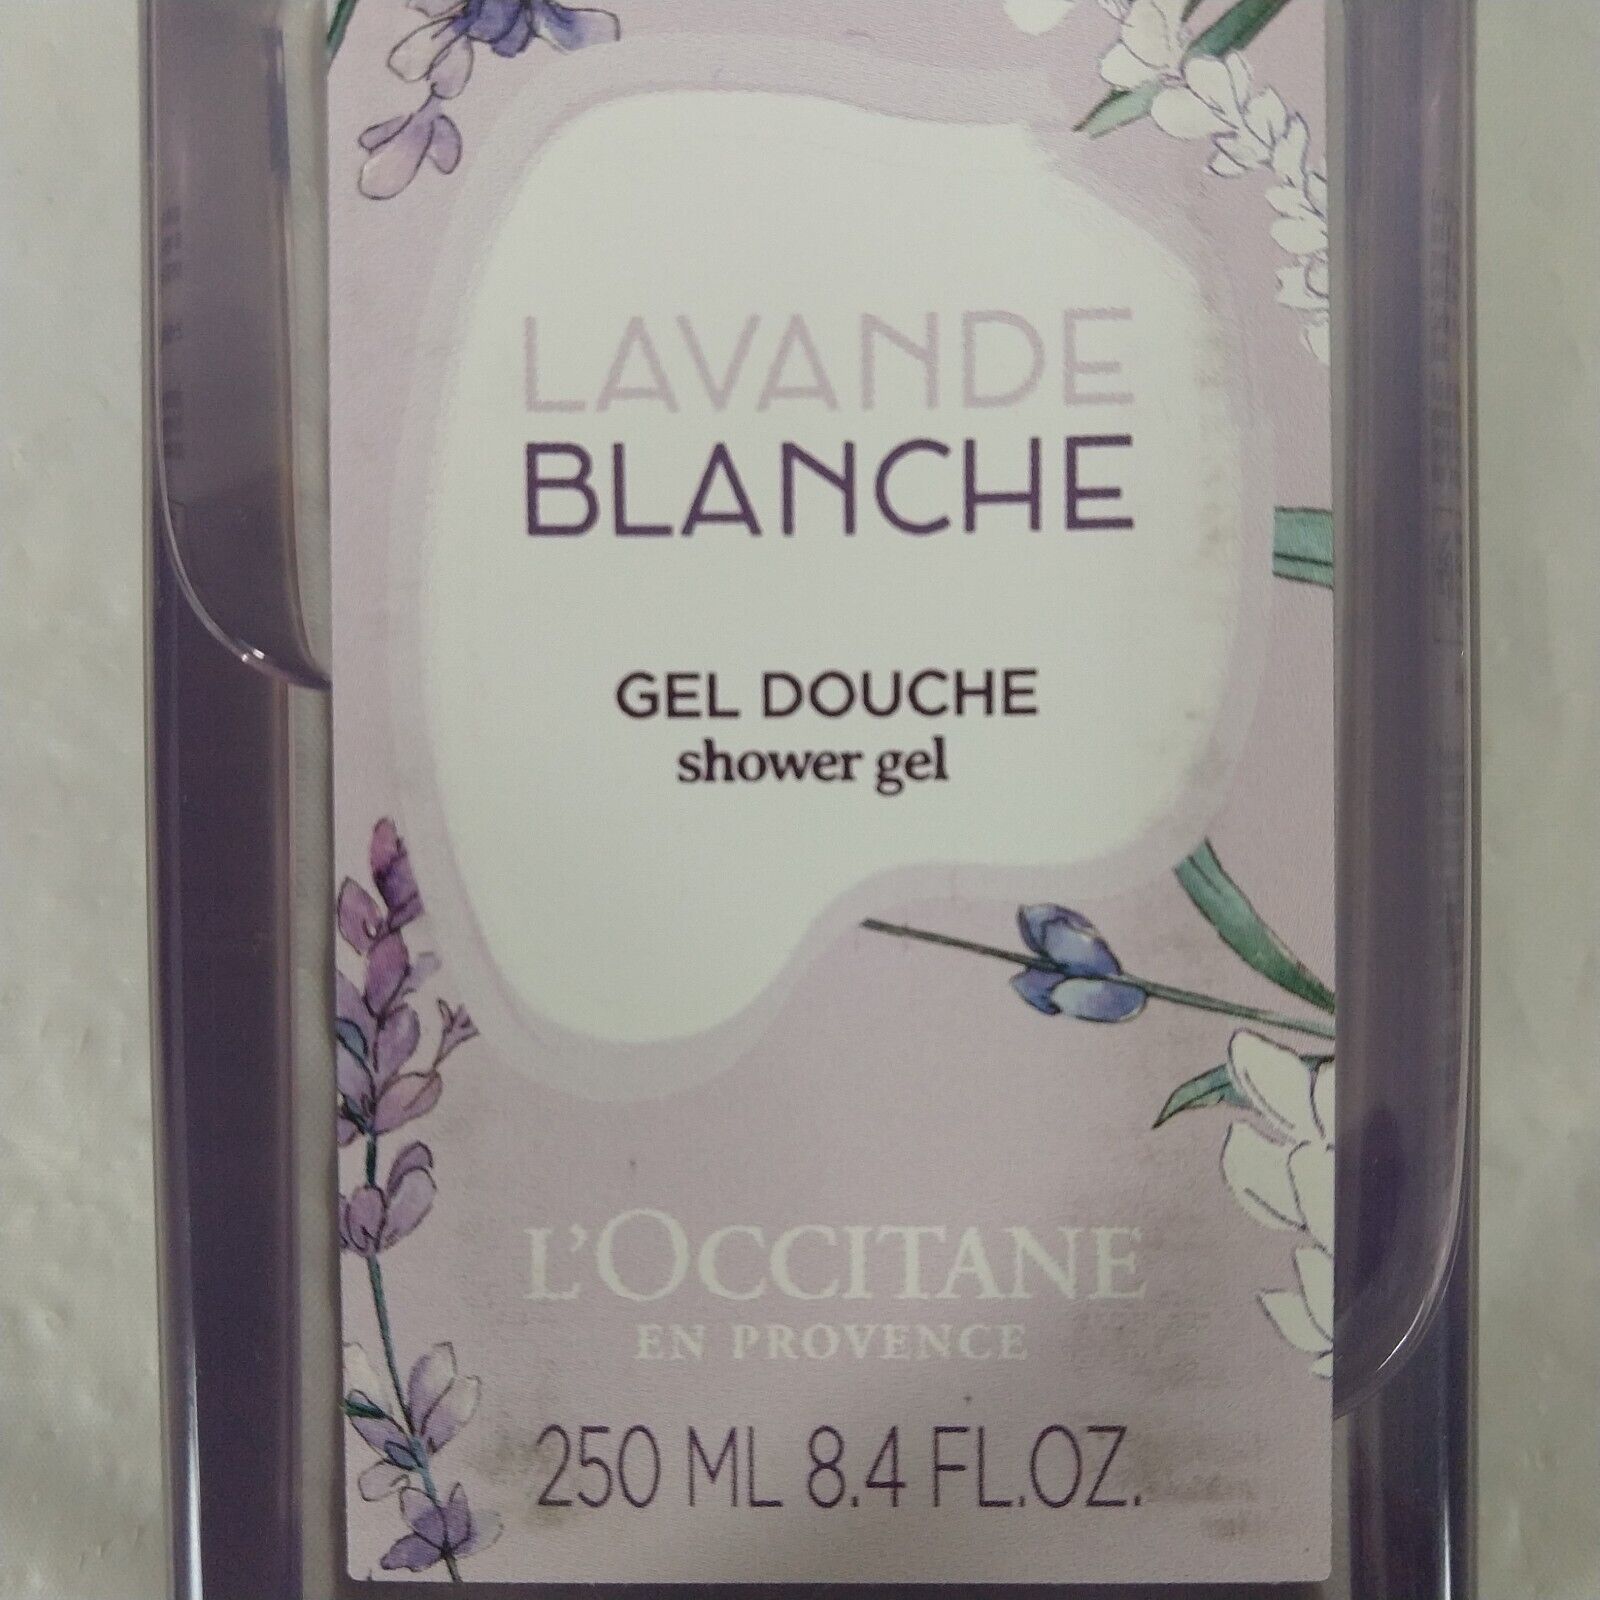 LAVANDE
BLANCHE
GEL DOUCHE
shower gel
L'OCCITANE
EN PROVENCE
250 ML 8.4 FL.OZ.